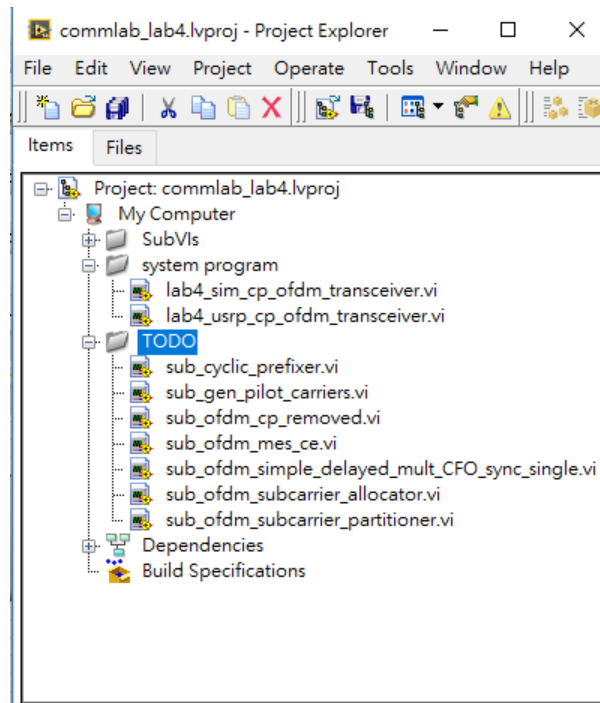 commlab_lab4.lvproj - Project Explorer
File Edit View Project Operate Tools Window Help
Items Files
Project: commlab_lab4.lvproj
My Computer
SubVIs
system program
lab4_sim_cp_ofdm_transceiver.vi
lab4_usrp_cp_ofdm_transceiver.vi
TODO
sub_cyclic_prefixer.vi
sub_gen_pilot_carriers.vi
sub_ofdm_cp_removed.vi
sub_ofdm_mes_ce.vi
sub_ofdm_simple_delayed_mult_CFO_sync_single.vi
sub_ofdm_subcarrier_allocator.vi
sub_ofdm_subcarrier_partitioner.vi
Dependencies
Build Specifications